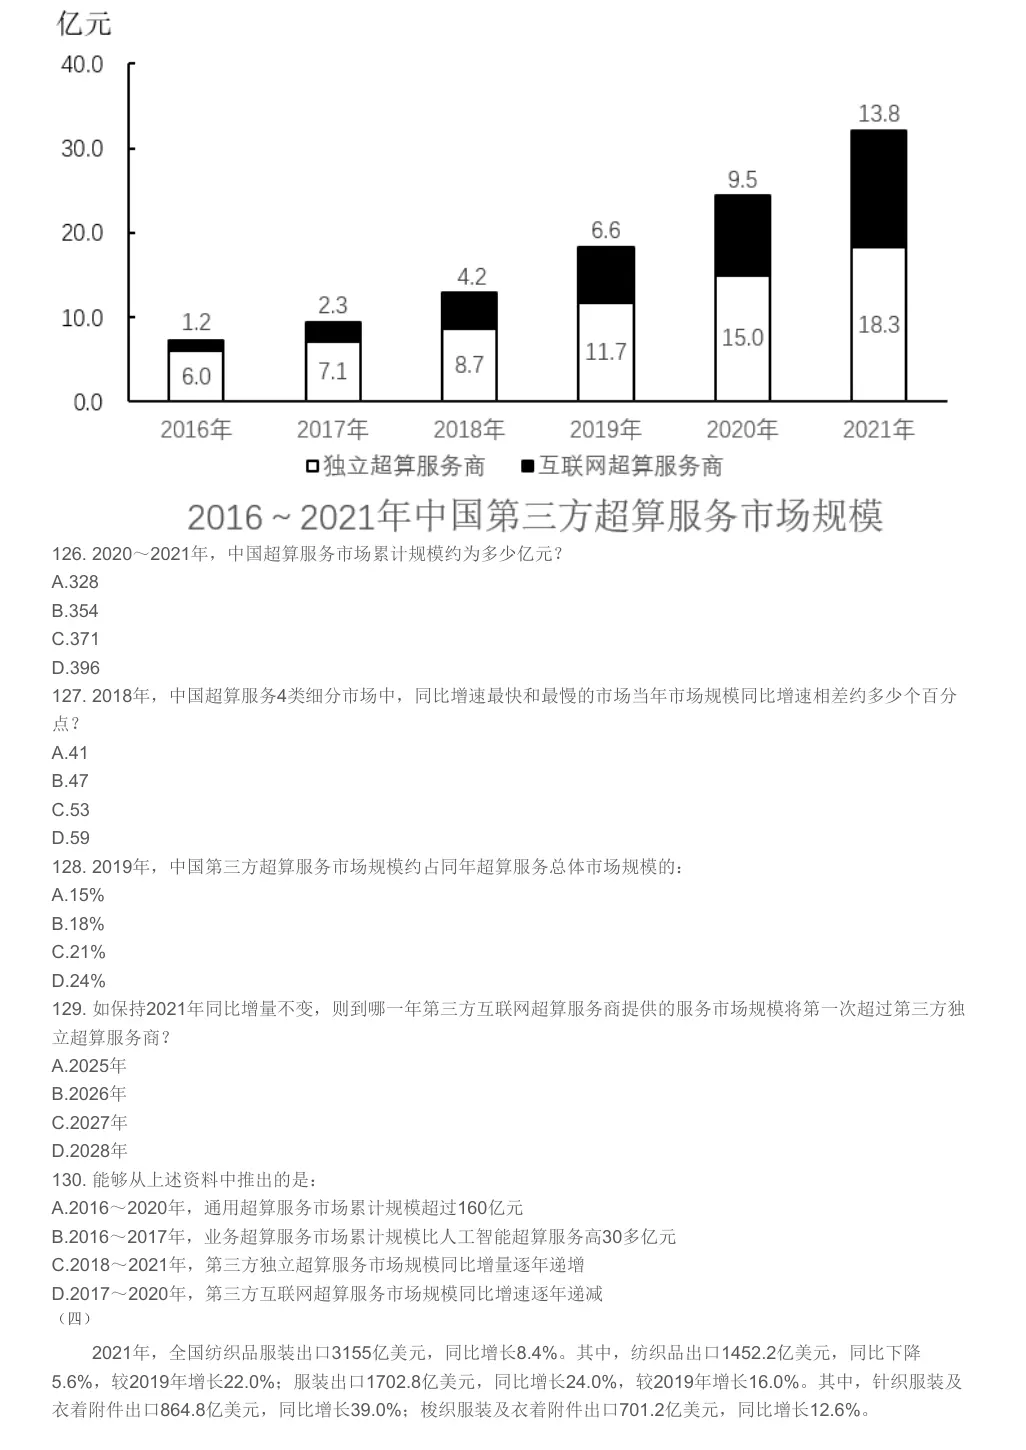 亿元
40.0
30.0
20.0
10.0
0.0
1.2
6.0
2.3
7.1
4.2
8.7
6.6
11.7
9.5
15.0
13.8
18.3
2016年 2017年 2018年 2019年 2020年 2021年
独立超算服务商 互联网超算服务商
2016～2021年中国第三方超算服务市场规模
126. 2020～2021年，中国超算服务市场累计规模约为多少亿元？
A.328
B.354
C.371
D.396
127. 2018年，中国超算服务4类细分市场中，同比增速最快和最慢的市场当年市场规模同比增速相差约多少个百分
点？
A.41
B.47
C.53
D.59
128. 2019年，中国第三方超算服务市场规模约占同年超算服务总体市场规模的：
A.15%
B.18%
C.21%
D.24%
129. 如保持2021年同比增量不变，则到哪一年第三方互联网超算服务商提供的服务市场规模将第一次超过第三方独
立超算服务商？
A.2025年
B.2026年
C.2027年
D.2028年
130. 能够从上述资料中推出的是：
A.2016～2020年，通用超算服务市场累计规模超过160亿元
B.2016～2017年，业务超算服务市场累计规模比人工智能超算服务高30多亿元
C.2018～2021年，第三方独立超算服务市场规模同比增量逐年递增
D.2017～2020年，第三方互联网超算服务市场规模同比增速逐年递减
（四）
2021年，全国纺织品服装出口3155亿美元，同比增长8.4%。其中，纺织品出口1452.2亿美元，同比下降
5.6%，较2019年增长22.0%；服装出口1702.8亿美元，同比增长24.0%，较2019年增长16.0%。其中，针织服装及
衣着附件出口864.8亿美元，同比增长39.0%；梭织服装及衣着附件出口701.2亿美元，同比增长12.6%。